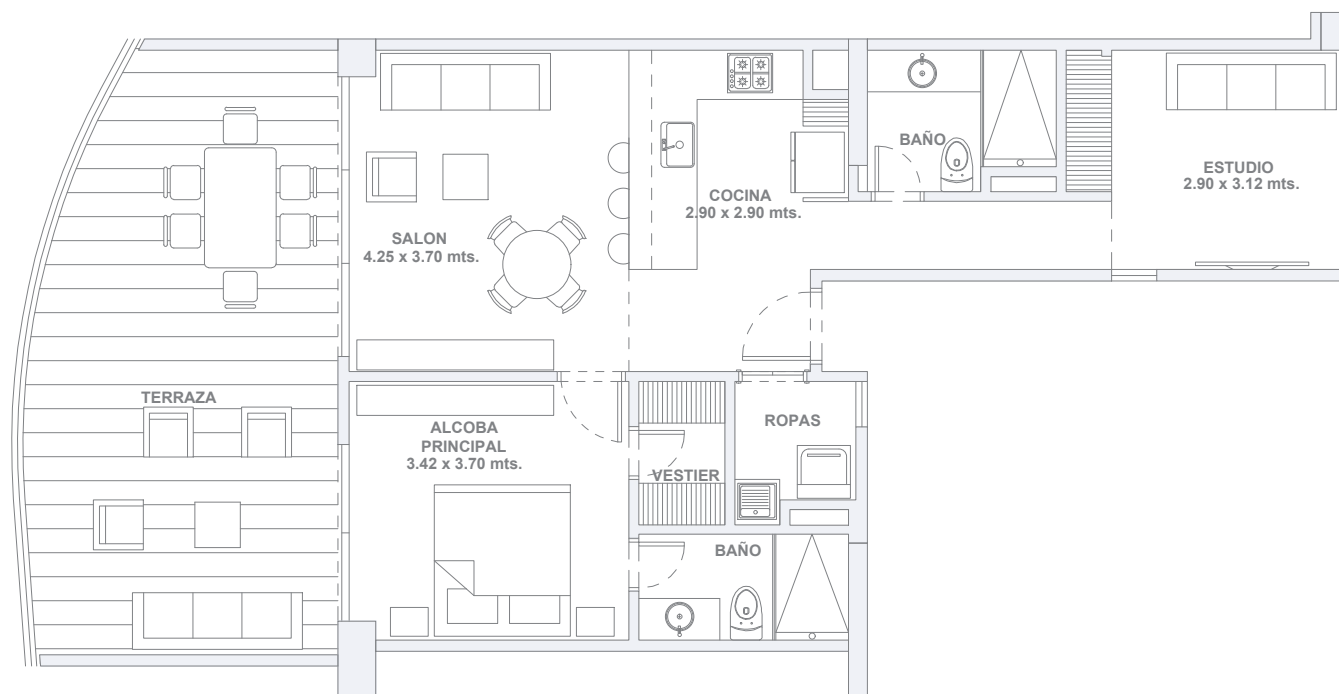 BAÑO
ESTUDIO
2.90 x 3.12 mts.
COCINA
2.90 x 2.90 mts.
SALON
4.25 x 3.70 mts.
TERRAZA
ALCOBA
PRINCIPAL
3.42 x 3.70 mts.
ROPAS
VESTIER
BAÑO